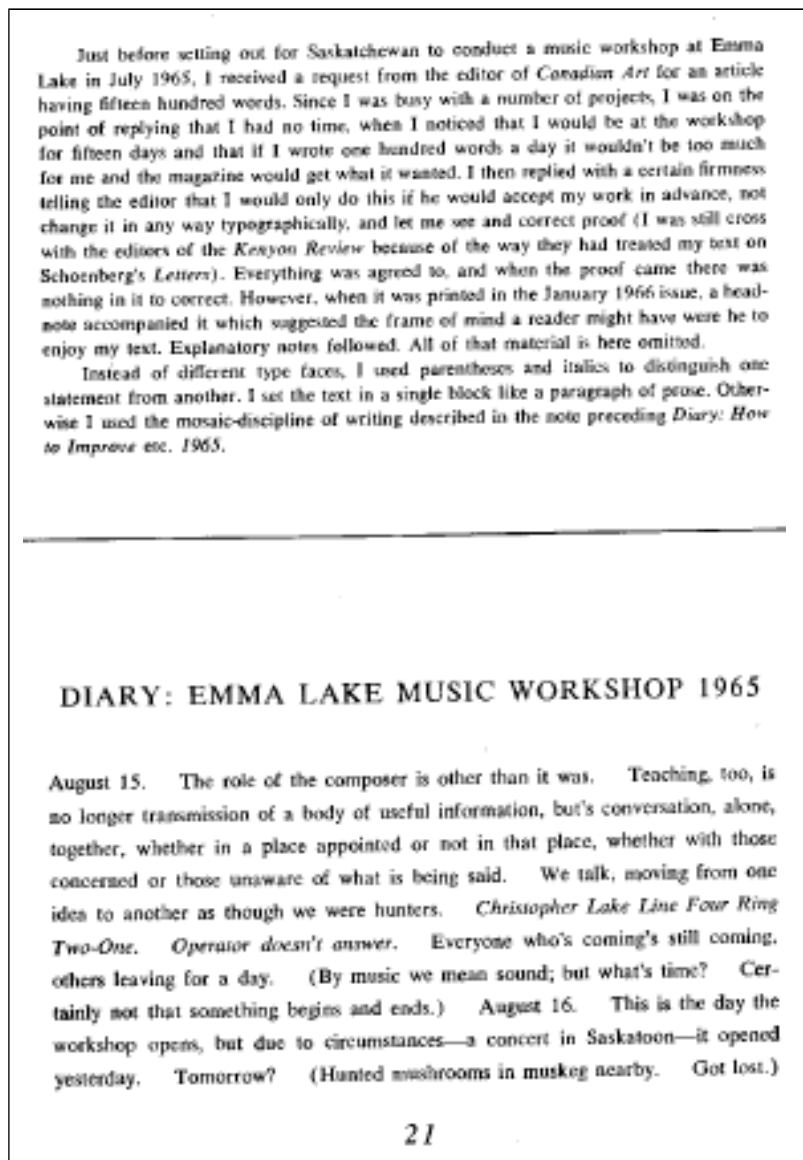 Just before setting out for Saskatchewan to conduct a music workshop at Emma
Lake in July 1965, I received a request from the editor of Canadian Art for an article
having fifteen hundred words. Since I was busy with a number of projects, I was on the
point of replying that I had no time, when I noticed that I would be at the workshop
for fifteen days and that if I wrote one hundred words a day it wouldn't be too much
for me and the magazine would get what it wanted. I then replied with a certain firmness
telling the editor that I would only do this if he would accept my work in advance, not
change it in any way typographically, and let me see and correct proof (I was still cross
with the editors of the Kenyon Review because of the way they had treated my text on
Schoenberg's Letters). Everything was agreed to, and when the proof came there was
nothing in it to correct. However, when it was printed in the January 1966 issue, a head-
note accompanied it which suggested the frame of mind a reader might have were he to
enjoy my text. Explanatory notes followed. All of that material is here omitted.
Instead of different type faces, I used parentheses and italics to distinguish one
statement from another. I set the text in a single block like a paragraph of prose. Other-
wise I used the mosaic-discipline of writing described in the note preceding Diary: How
to Improve etc. 1965.
DIARY: EMMA LAKE MUSIC WORKSHOP 1965
August 15. The role of the composer is other than it was. Teaching, too, is
no longer transmission of a body of useful information, but's conversation, alone,
together, whether in a place appointed or not in that place, whether with those
concerned or those unaware of what is being said. We talk, moving from one
idea to another as though we were hunters. Christopher Lake Line Four Ring
Two-One. Operator doesn't answer. Everyone who's coming's still coming,
others leaving for a day. (By music we mean sound; but what's time? Cer-
tainly not that something begins and ends.) August 16. This is the day the
workshop opens, but due to circumstances—a concert in Saskatoon—it opened
yesterday. Tomorrow? (Hunted mushrooms in muskeg nearby. Got lost.)
21